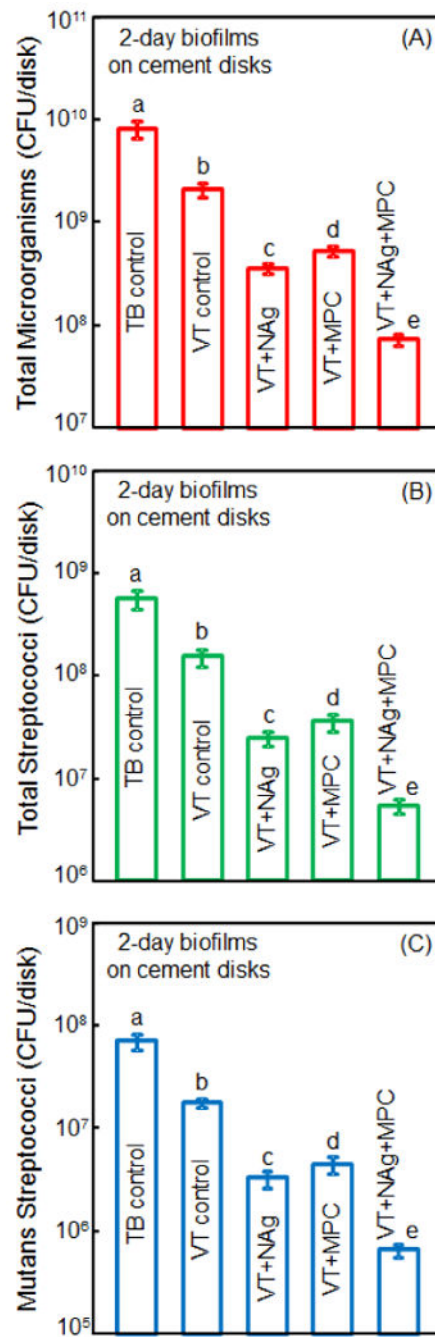 Total Microorganisms (CFU/disk)
10¹¹
10¹⁰
10⁹
10⁸
10⁷
2-day biofilms
on cement disks
(A)
a
b
c
d
e
TB control
VT control
VT+NAg
VT+MPC
VT+NAg+MPC
Total Streptococci (CFU/disk)
10¹⁰
10⁹
10⁸
10⁷
10⁶
2-day biofilms
on cement disks
(B)
a
b
c
d
e
TB control
VT control
VT+NAg
VT+MPC
VT+NAg+MPC
Mutans Streptococci (CFU/disk)
10⁹
10⁸
10⁷
10⁶
10⁵
2-day biofilms
on cement disks
(C)
a
b
c
d
e
TB control
VT control
VT+NAg
VT+MPC
VT+NAg+MPC